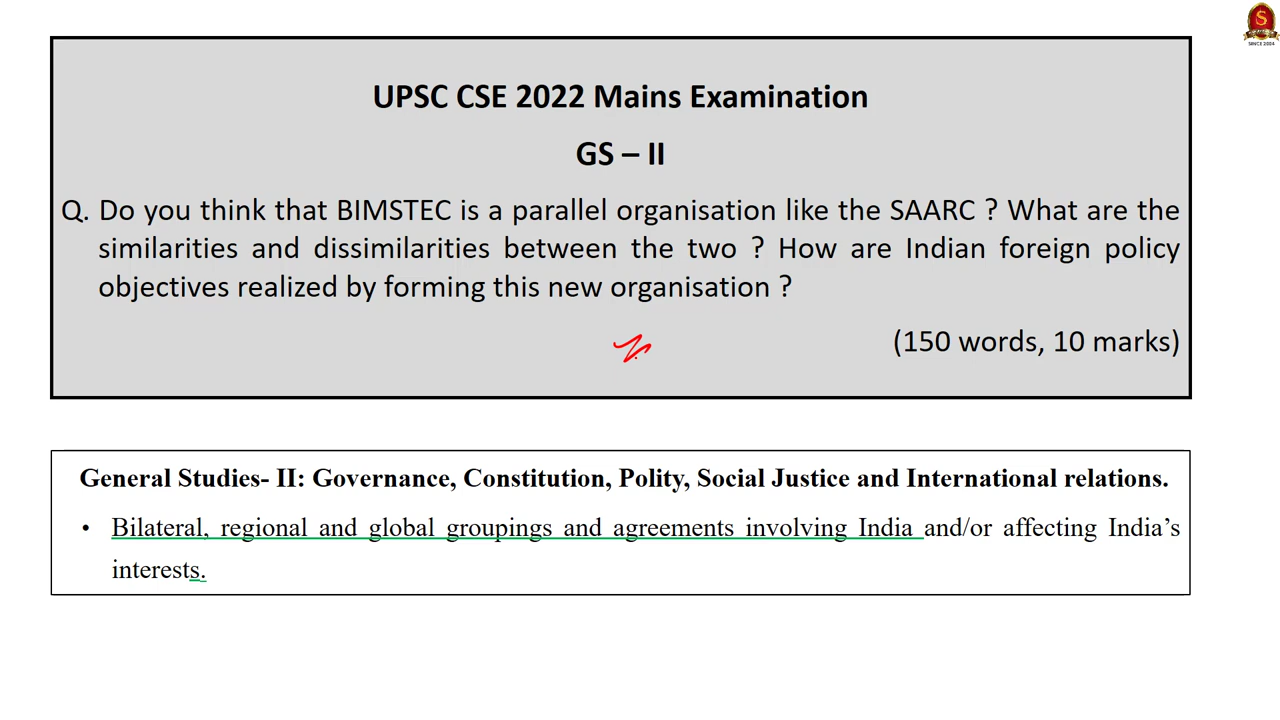 S
SINCE 2004
UPSC CSE 2022 Mains Examination
GS – II
Q. Do you think that BIMSTEC is a parallel organisation like the SAARC ? What are the
similarities and dissimilarities between the two ? How are Indian foreign policy
objectives realized by forming this new organisation ?
(150 words, 10 marks)
General Studies- II: Governance, Constitution, Polity, Social Justice and International relations.
• Bilateral, regional and global groupings and agreements involving India and/or affecting India’s
interests.